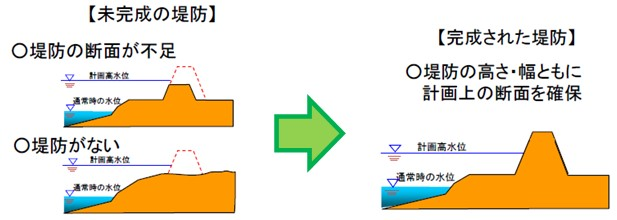 【未完成の堤防】
〇堤防の断面が不足
計画高水位
通常時の水位
〇堤防がない
計画高水位
通常時の水位
【完成された堤防】
〇堤防の高さ・幅ともに
計画上の断面を確保
計画高水位
通常時の水位